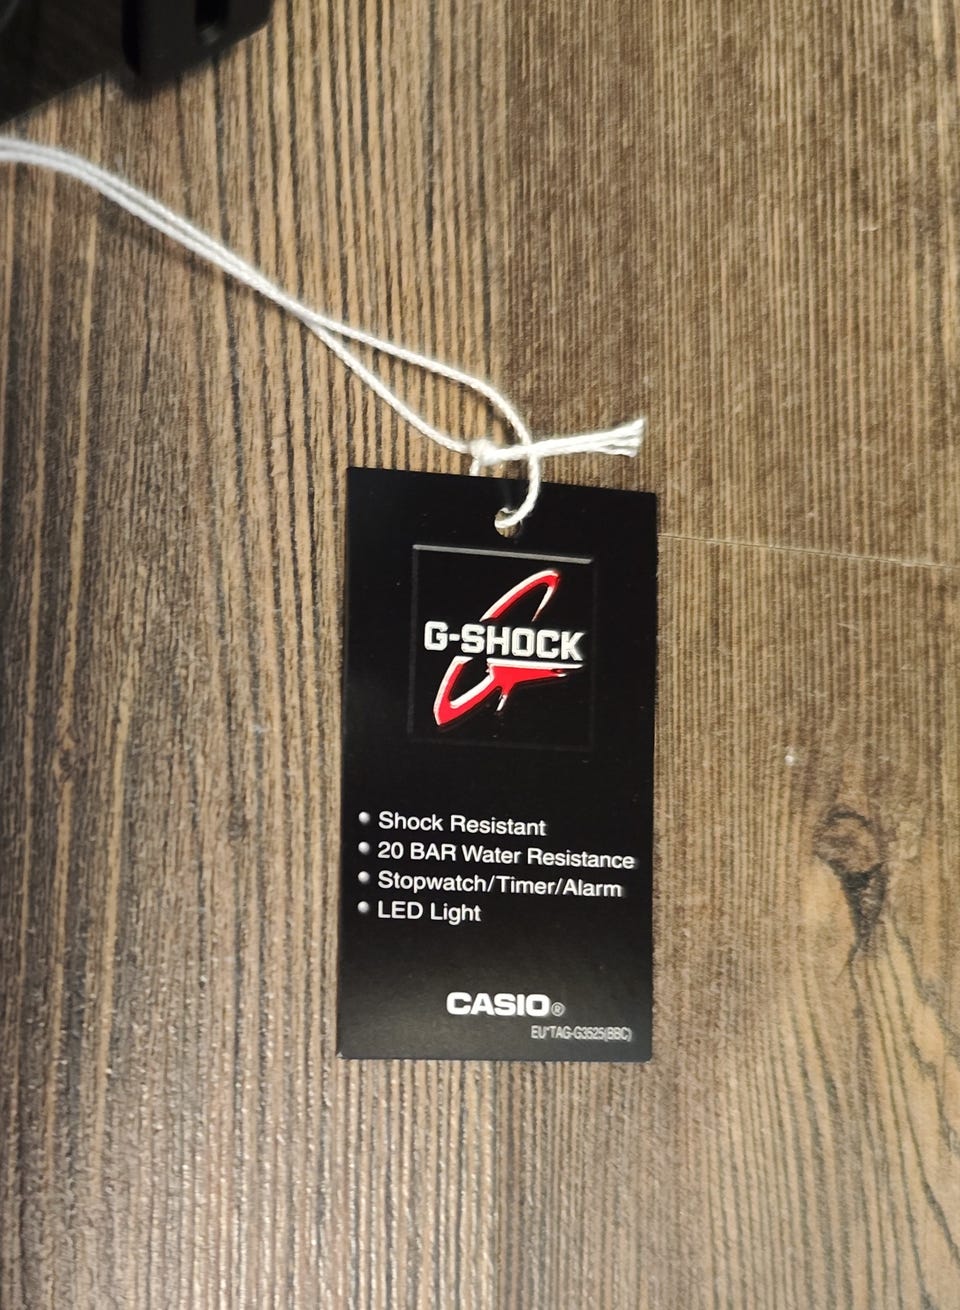 G-SHOCK
• Shock Resistant
• 20 BAR Water Resistance
• Stopwatch/Timer/Alarm
• LED Light
CASIO®
EU*TAG-G3525(BBC)